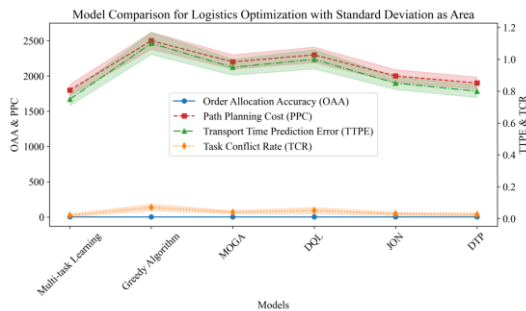 Model Comparison for Logistics Optimization with Standard Deviation as Area
OAA & PPC
2500
2000
1500
1000
500
0
Order Allocation Accuracy (OAA)
Path Planning Cost (PPC)
Transport Time Prediction Error (TTPE)
Task Conflict Rate (TCR)
1.2
1.0
0.8
0.6
0.4
0.2
0.0
TTPE & TCR
Multi-task Learning
Greedy Algorithm
MOGA
DQL
JON
DTP
Models